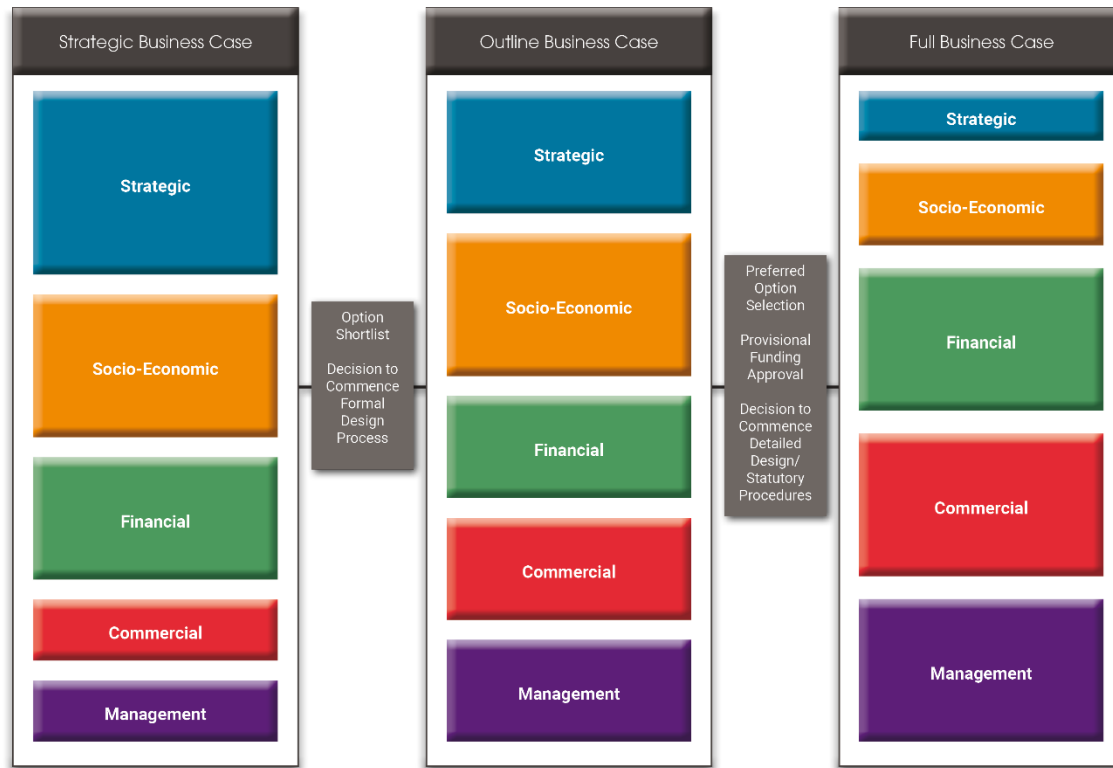 Strategic Business Case
Strategic
Socio-Economic
Financial
Commercial
Management
Option
Shortlist
Decision to
Commence
Formal
Design
Process
Outline Business Case
Strategic
Socio-Economic
Financial
Commercial
Management
Preferred
Option
Selection
Provisional
Funding
Approval
Decision to
Commence
Detailed
Design/
Statutory
Procedures
Full Business Case
Strategic
Socio-Economic
Financial
Commercial
Management